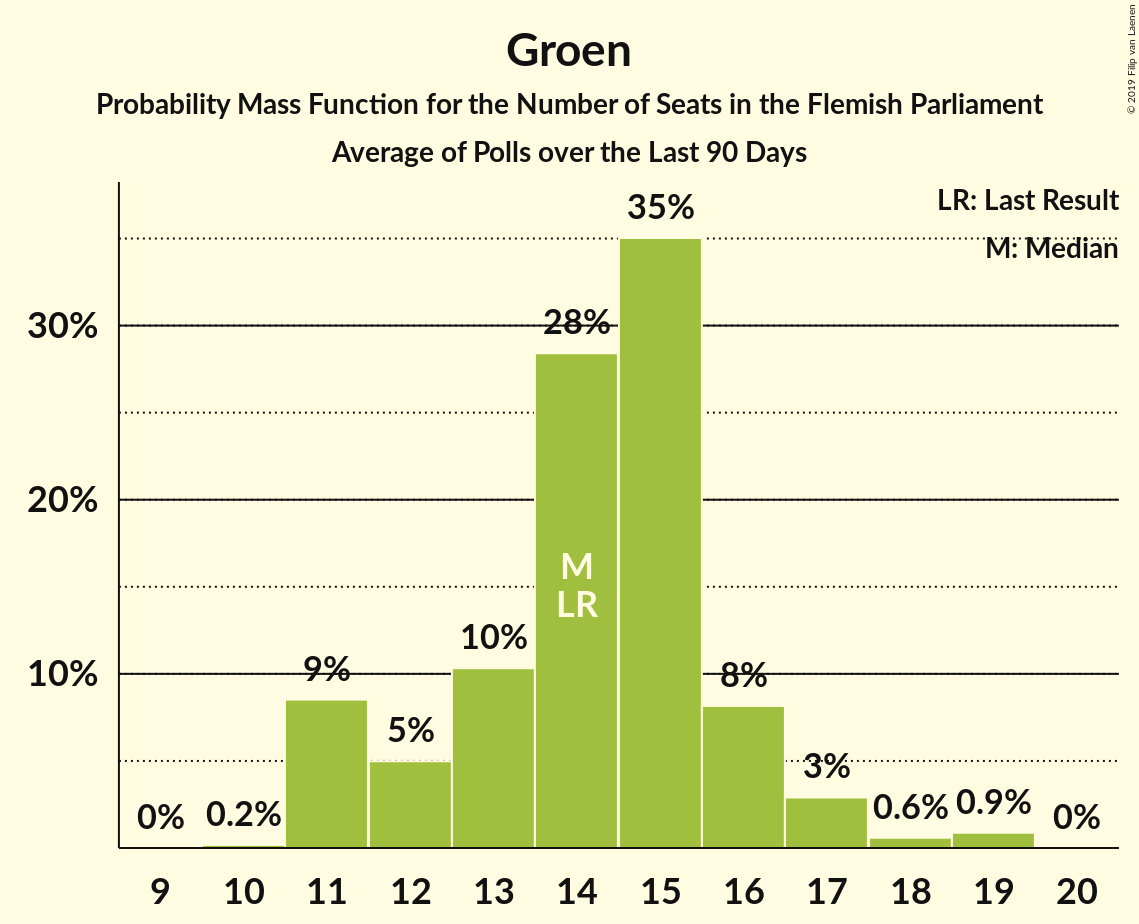 Groen
Probability Mass Function for the Number of Seats in the Flemish Parliament
Average of Polls over the Last 90 Days
© 2019 Filip van Laenen
LR: Last Result
M: Median
35%
28%
30%
20%
M
LR
10%
9%
10%
8%
5%
3%
0%
0.2%
0.6%
0.9%
0%
9 10 11 12 13 14 15 16 17 18 19 20